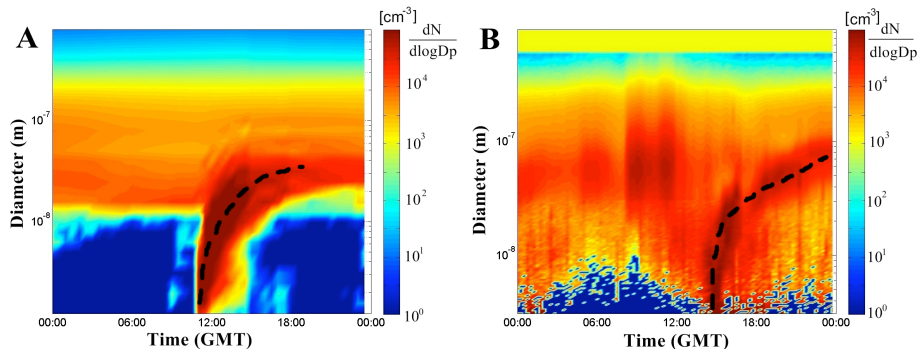 A
[cm⁻³]
dN
dlogDp
10⁴
10³
10²
10¹
10⁰
10⁻⁷
10⁻⁸
Diameter (m)
00:00 06:00 12:00 18:00 00:00
Time (GMT)
B
[cm⁻³]
dN
dlogDp
10⁴
10³
10²
10¹
10⁰
10⁻⁷
10⁻⁸
Diameter (m)
00:00 06:00 12:00 18:00 00:00
Time (GMT)